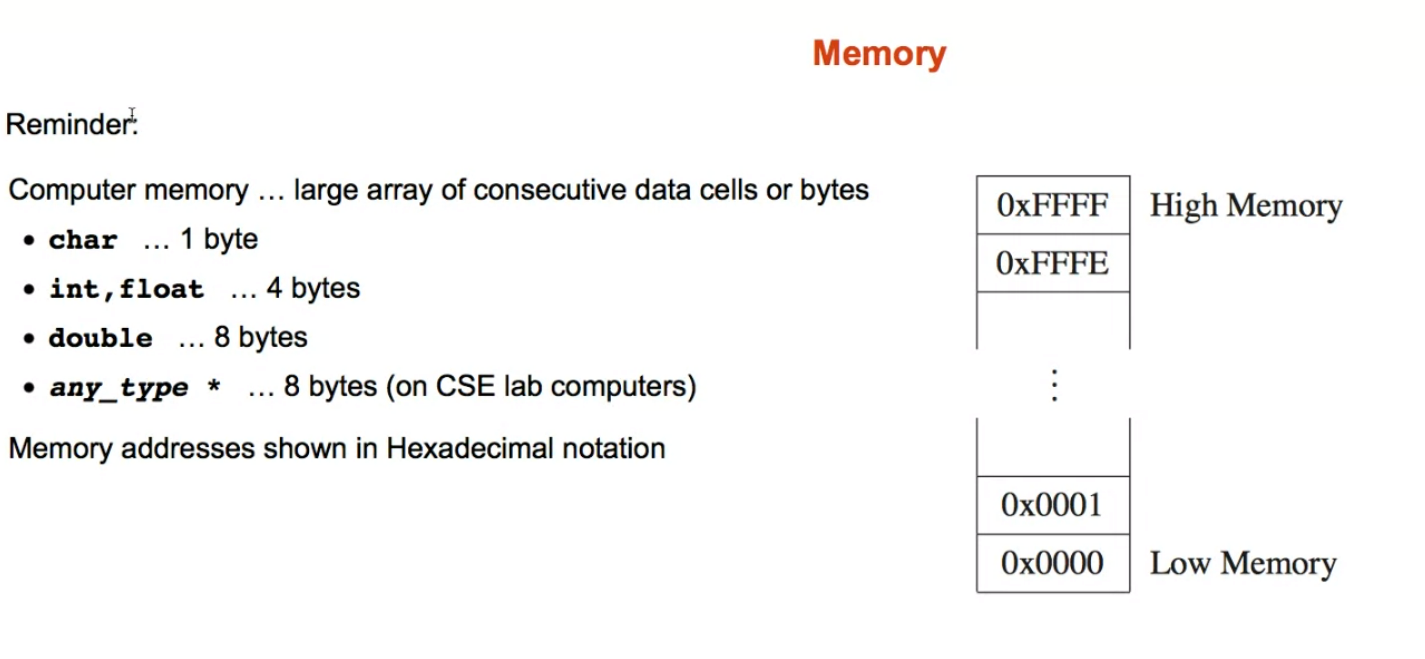 Memory
Reminder:
Computer memory … large array of consecutive data cells or bytes
• char … 1 byte
• int,float … 4 bytes
• double … 8 bytes
• any_type * … 8 bytes (on CSE lab computers)
Memory addresses shown in Hexadecimal notation
0xFFFF High Memory
0xFFFE
⋮
0x0001
0x0000 Low Memory